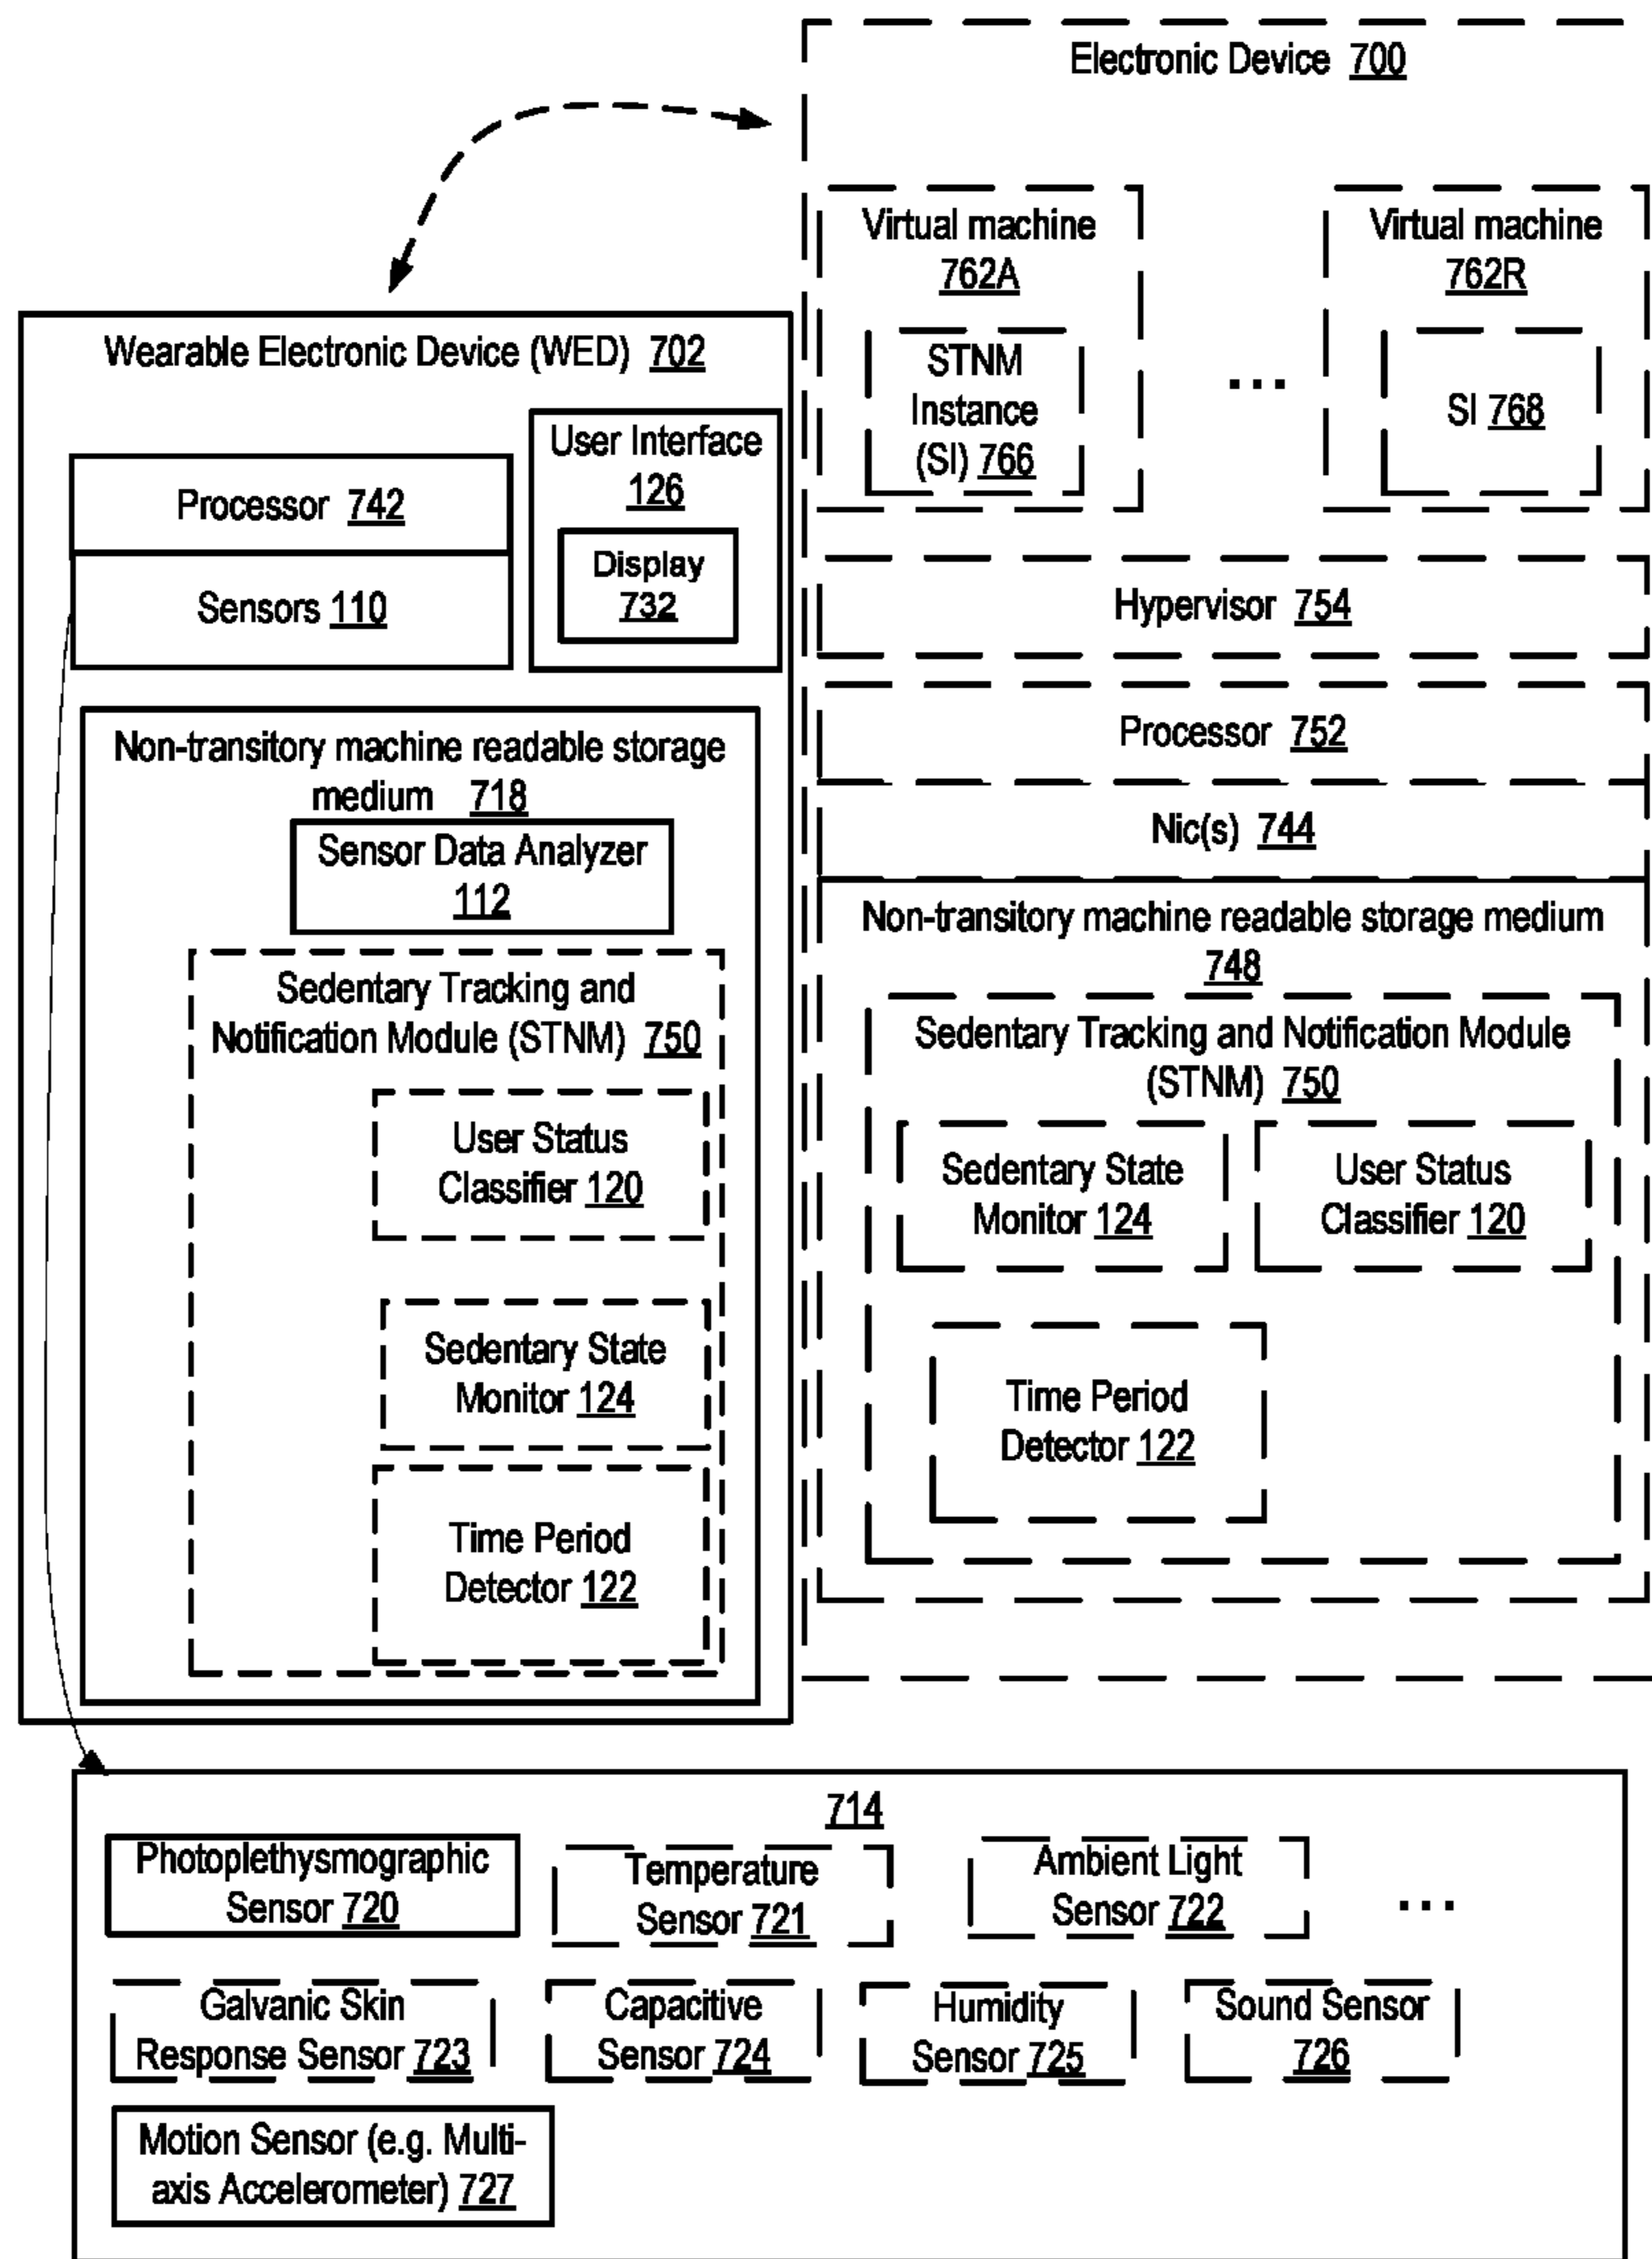 Electronic Device 700
Virtual machine
762A
STNM
Instance
(SI) 766
...
Virtual machine
762R
SI 768
Hypervisor 754
Processor 752
Nic(s) 744
Non-transitory machine readable storage medium
748
Sedentary Tracking and Notification Module
(STNM) 750
Sedentary State
Monitor 124
User Status
Classifier 120
Time Period
Detector 122
Wearable Electronic Device (WED) 702
Processor 742
Sensors 110
User Interface
126
Display
732
Non-transitory machine readable storage
medium 718
Sensor Data Analyzer
112
Sedentary Tracking and
Notification Module (STNM) 750
User Status
Classifier 120
Sedentary State
Monitor 124
Time Period
Detector 122
714
Photoplethysmographic
Sensor 720
Temperature
Sensor 721
Ambient Light
Sensor 722
...
Galvanic Skin
Response Sensor 723
Capacitive
Sensor 724
Humidity
Sensor 725
Sound Sensor
726
Motion Sensor (e.g. Multi-
axis Accelerometer) 727